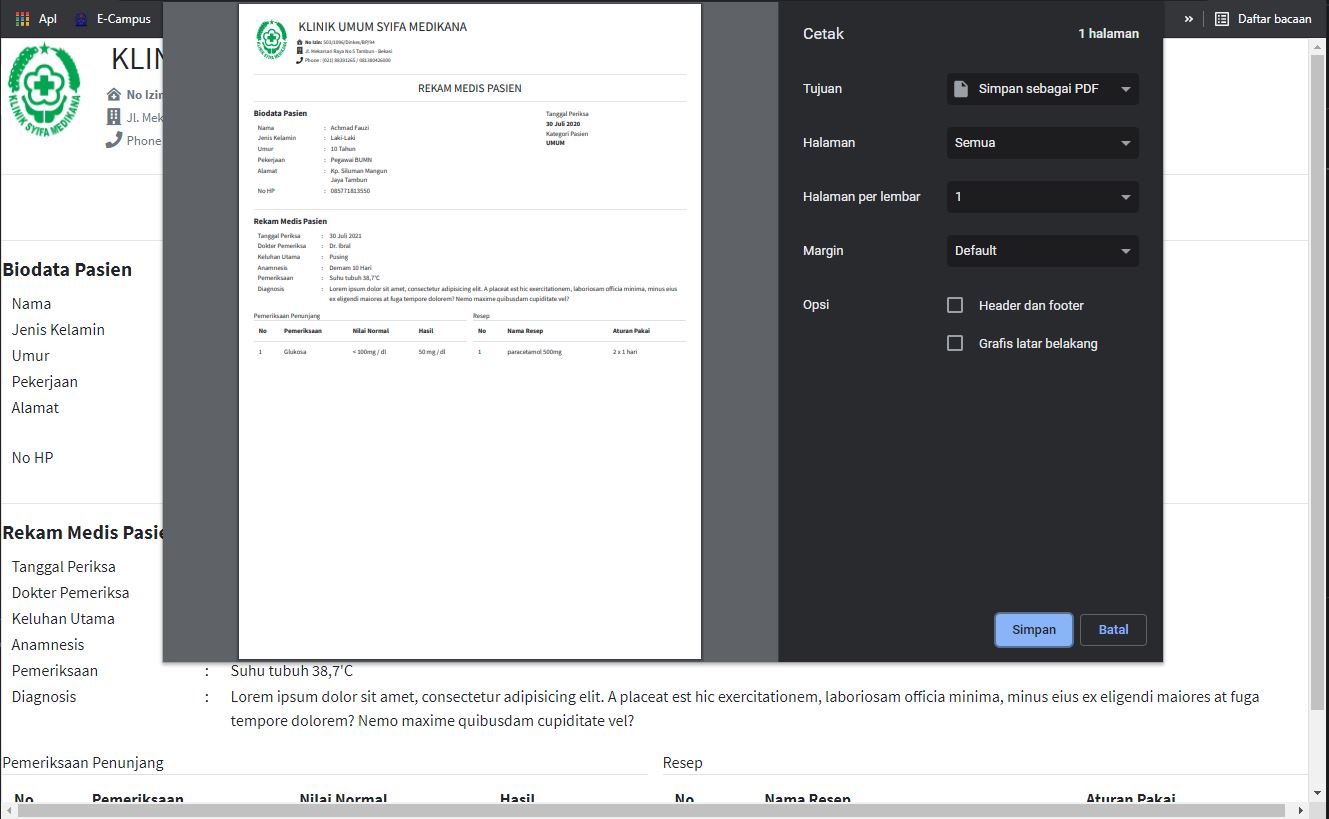 Apl
E-Campus
»
Daftar bacaan
KLIN
No Izin
Jl. Mek
Phone
KLINIK SYIFA MEDIKANA
Biodata Pasien
Nama
Jenis Kelamin
Umur
Pekerjaan
Alamat
No HP
Rekam Medis Pasie
Tanggal Periksa
Dokter Pemeriksa
Keluhan Utama
Anamnesis
Pemeriksaan : Suhu tubuh 38,7'C
Diagnosis : Lorem ipsum dolor sit amet, consectetur adipisicing elit. A placeat est hic exercitationem, laboriosam officia minima, minus eius ex eligendi maiores at fuga
tempore dolorem? Nemo maxime quibusdam cupiditate vel?
Pemeriksaan Penunjang
Resep
No Pemeriksaan Nilai Normal Hasil
No Nama Resep Aturan Pakai
KLINIK UMUM SYIFA MEDIKANA
No Izin: 503/1096/Dinkes/BP/94
Jl. Mekarsari Raya No 5 Tambun - Bekasi
Phone : (021) 88391265 / 081380426000
REKAM MEDIS PASIEN
Biodata Pasien
Nama : Achmad Fauzi
Jenis Kelamin : Laki-Laki
Umur : 10 Tahun
Pekerjaan : Pegawai BUMN
Alamat : Kp. Siluman Mangun
Jaya Tambun
No HP : 085771813550
Tanggal Periksa
30 Juli 2020
Kategori Pasien
UMUM
Rekam Medis Pasien
Tanggal Periksa : 30 Juli 2021
Dokter Pemeriksa : Dr. Ibral
Keluhan Utama : Pusing
Anamnesis : Demam 10 Hari
Pemeriksaan : Suhu tubuh 38,7'C
Diagnosis : Lorem ipsum dolor sit amet, consectetur adipisicing elit. A placeat est hic exercitationem, laboriosam officia minima, minus eius
ex eligendi maiores at fuga tempore dolorem? Nemo maxime quibusdam cupiditate vel?
Pemeriksaan Penunjang
No Pemeriksaan Nilai Normal Hasil
1 Glukosa < 100mg / dl 50 mg / dl
Resep
No Nama Resep Aturan Pakai
1 paracetamol 500mg 2 x 1 hari
Cetak
1 halaman
Tujuan Simpan sebagai PDF
Halaman Semua
Halaman per lembar 1
Margin Default
Opsi Header dan footer
Grafis latar belakang
Simpan
Batal